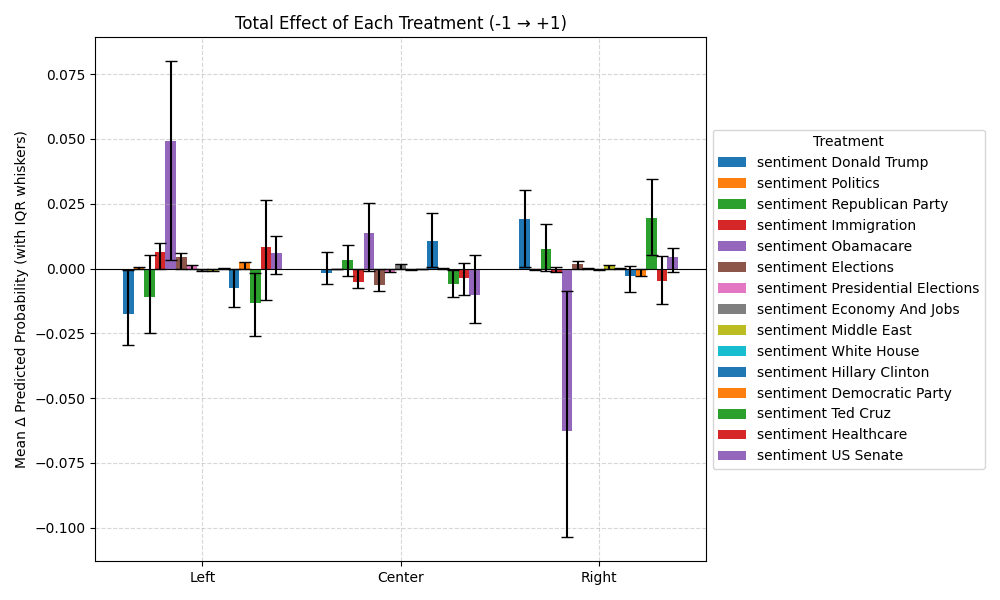 Total Effect of Each Treatment (-1 → +1)
Mean Δ Predicted Probability (with IQR whiskers)
0.075
0.050
0.025
0.000
−0.025
−0.050
−0.075
−0.100
Left
Center
Right
Treatment
sentiment Donald Trump
sentiment Politics
sentiment Republican Party
sentiment Immigration
sentiment Obamacare
sentiment Elections
sentiment Presidential Elections
sentiment Economy And Jobs
sentiment Middle East
sentiment White House
sentiment Hillary Clinton
sentiment Democratic Party
sentiment Ted Cruz
sentiment Healthcare
sentiment US Senate